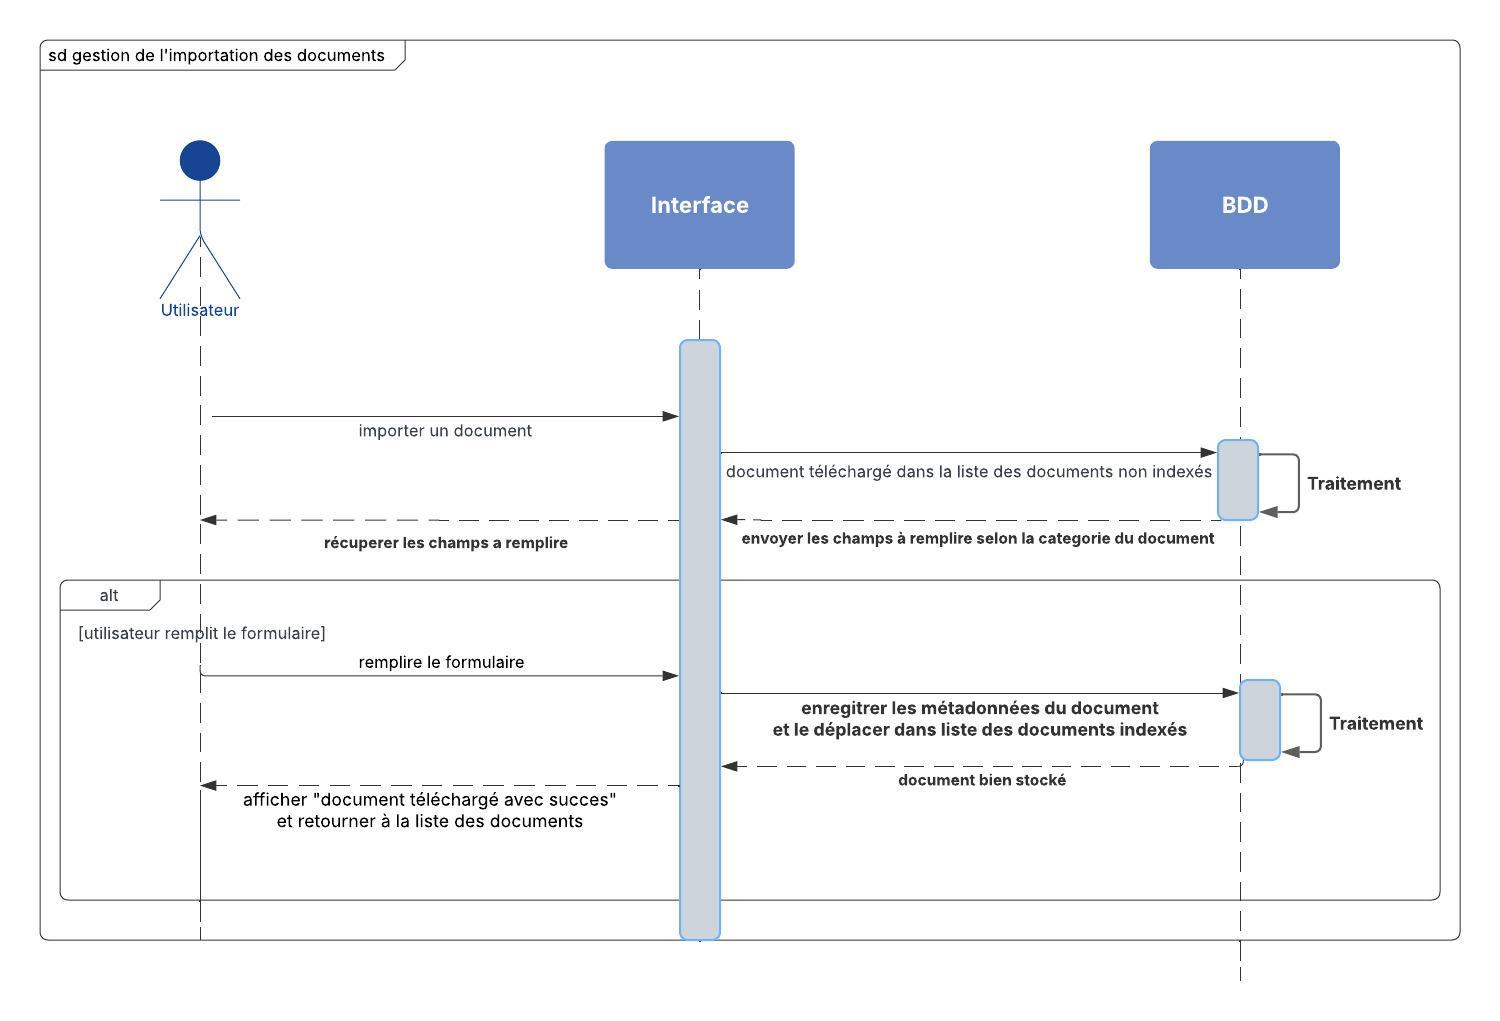 sd gestion de l'importation des documents
Interface
BDD
Utilisateur
importer un document
document téléchargé dans la liste des documents non indexés
Traitement
récuperer les champs a remplire
envoyer les champs à remplire selon la categorie du document
alt
[utilisateur remplit le formulaire]
remplire le formulaire
enregitrer les métadonnées du document
et le déplacer dans liste des documents indexés
Traitement
document bien stocké
afficher "document téléchargé avec succes"
et retourner à la liste des documents